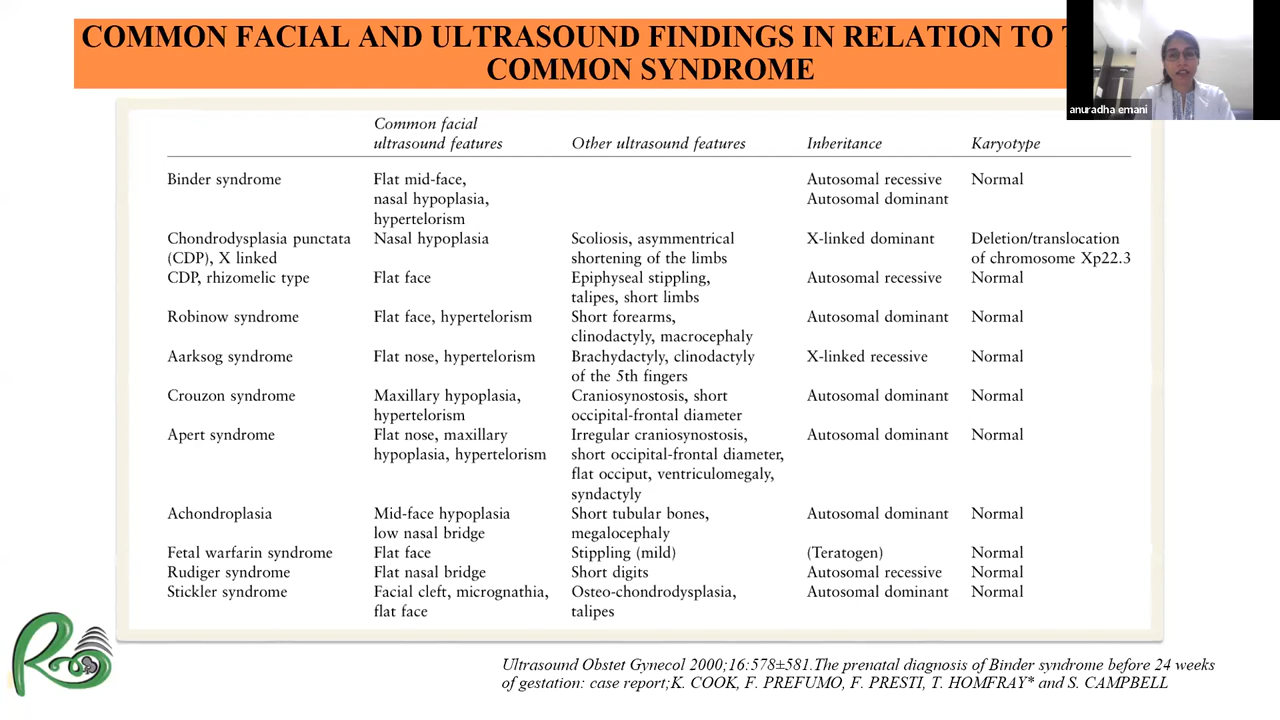 COMMON FACIAL AND ULTRASOUND FINDINGS IN RELATION TO
COMMON SYNDROME
anuradha emani
Common facial ultrasound features Other ultrasound features Inheritance Karyotype
Binder syndrome Flat mid-face, Autosomal recessive Normal
nasal hypoplasia, Autosomal dominant
hypertelorism
Chondrodysplasia punctata Nasal hypoplasia Scoliosis, asymmetrical X-linked dominant Deletion/translocation
(CDP), X linked shortening of the limbs of chromosome Xp22.3
CDP, rhizomelic type Flat face Epiphyseal stippling, Autosomal recessive Normal
talipes, short limbs
Robinow syndrome Flat face, hypertelorism Short forearms, Autosomal dominant Normal
clinodactyly, macrocephaly
Aarksog syndrome Flat nose, hypertelorism Brachydactyly, clinodactyly X-linked recessive Normal
of the 5th fingers
Crouzon syndrome Maxillary hypoplasia, Craniosynostosis, short Autosomal dominant Normal
hypertelorism occipital-frontal diameter
Apert syndrome Flat nose, maxillary Irregular craniosynostosis, Autosomal dominant Normal
hypoplasia, hypertelorism short occipital-frontal diameter,
flat occiput, ventriculomegaly,
syndactyly
Achondroplasia Mid-face hypoplasia Short tubular bones, Autosomal dominant Normal
low nasal bridge megalocephaly
Fetal warfarin syndrome Flat face Stippling (mild) (Teratogen) Normal
Rudiger syndrome Flat nasal bridge Short digits Autosomal recessive Normal
Stickler syndrome Facial cleft, micrognathia, Osteo-chondrodysplasia, Autosomal dominant Normal
flat face talipes
Ultrasound Obstet Gynecol 2000;16:578±581.The prenatal diagnosis of Binder syndrome before 24 weeks
of gestation: case report;K. COOK, F. PREFUMO, F. PRESTI, T. HOMFRAY* and S. CAMPBELL